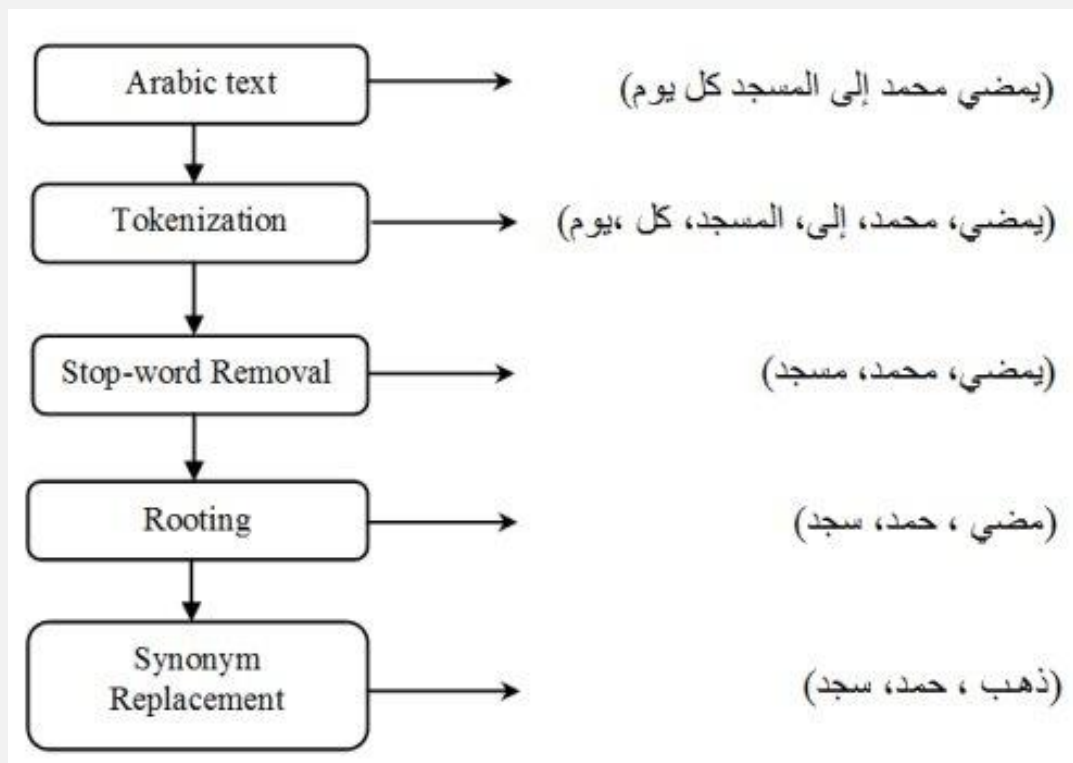 Arabic text
(يمضي محمد إلى المسجد كل يوم)
Tokenization
(يمضي، محمد، إلى، المسجد، كل ،يوم)
Stop-word Removal
(يمضي، محمد، مسجد)
Rooting
(مضي ، حمد، سجد)
Synonym
Replacement
(ذهب ، حمد، سجد)